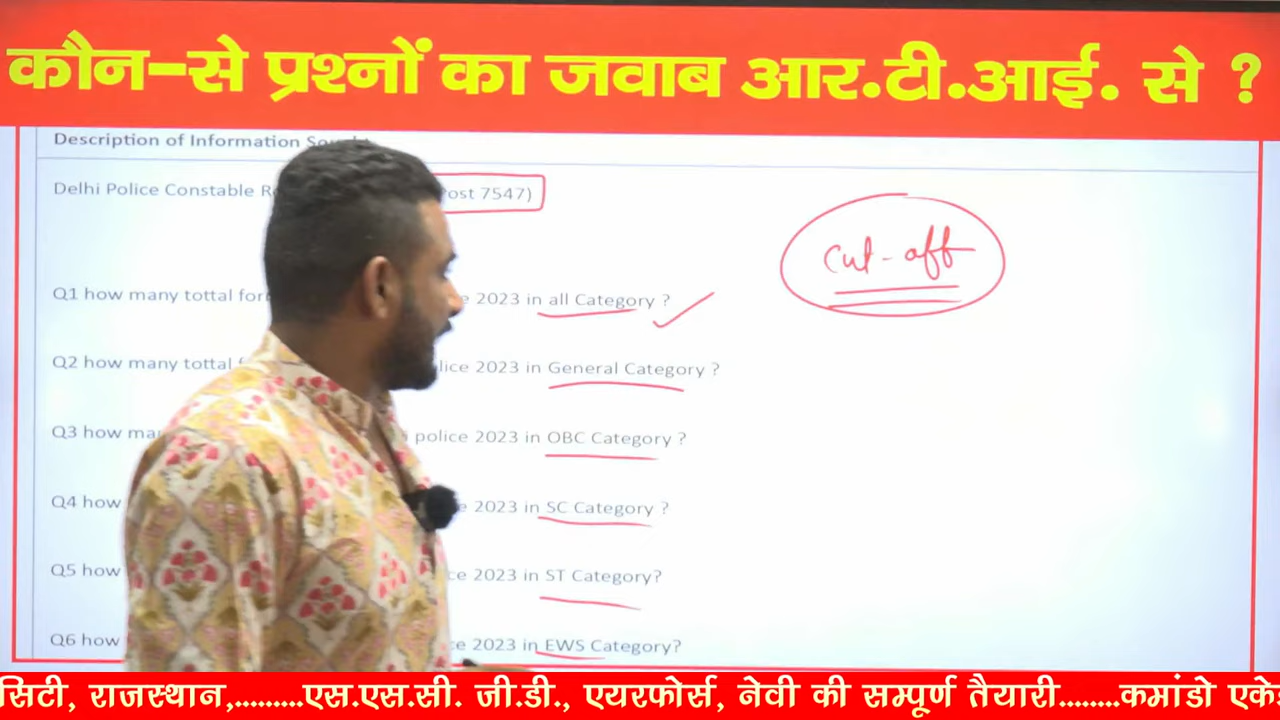 कौन-से प्रश्नों का जवाब आर.टी.आई. से ?
Description of Information
Delhi Police Constable ost 7547)
cut-off
Q1 how many tottal for e 2023 in all Category ?
Q2 how many tottal lice 2023 in General Category ?
Q3 how ma police 2023 in OBC Category ?
Q4 how e 2023 in SC Category ?
Q5 how ce 2023 in ST Category?
Q6 how ce 2023 in EWS Category?
सिटी, राजस्थान,.........एस.एस.सी. जी.डी., एयरफोर्स, नेवी की सम्पूर्ण तैयारी........कमांडो एके